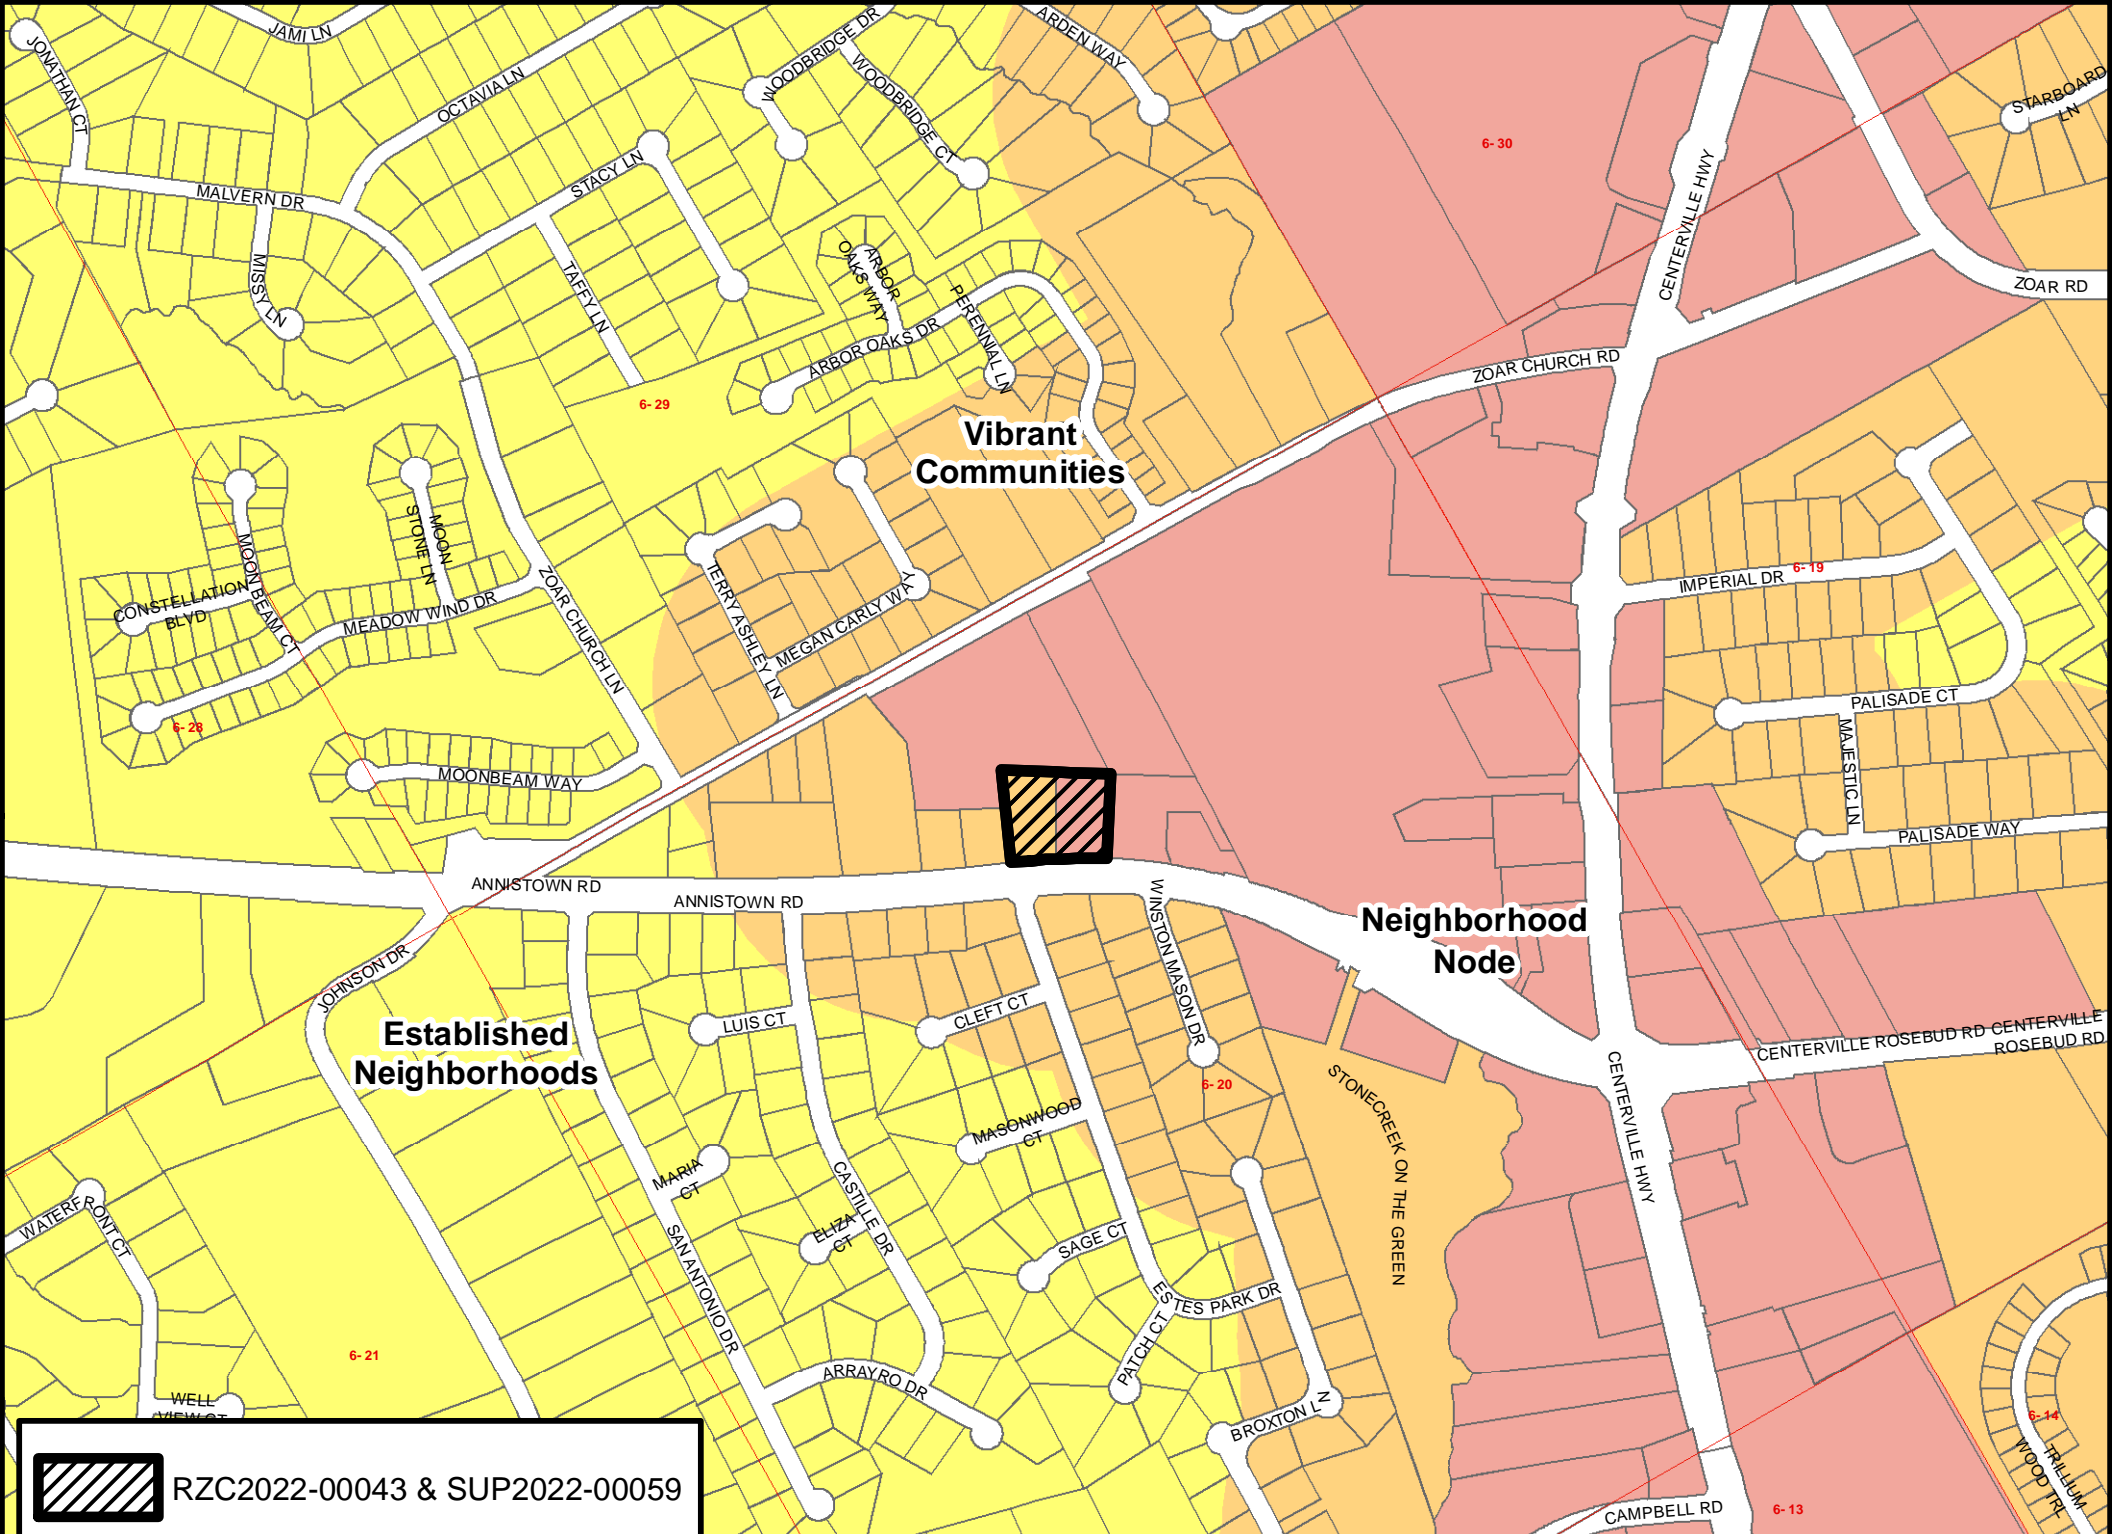 JAMI LN
JONATHAN CT
OCTAVIA LN
WOODBRIDGE DR
WOODBRIDGE CT
ARDEN WAY
STARBOARD
LN
6- 30
MALVERN DR
STACY LN
CENTERVILLE HWY
MISSY LN
TAFFY LN
ARBOR
OAKS WAY
PERENNIAL LN
ARBOR OAKS DR
ZOAR RD
ZOAR CHURCH RD
6- 29
Vibrant
Communities
MOON
STONE LN
MOON BEAM CT
CONSTELLATION
BLVD
MEADOW WIND DR
ZOAR CHURCH LN
TERRY ASHLEY LN
MEGAN CARLY WAY
IMPERIAL DR
6- 19
PALISADE CT
MAJESTIC LN
6- 28
MOONBEAM WAY
PALISADE WAY
ANNISTOWN RD
ANNISTOWN RD
WINSTON MASON DR
Neighborhood
Node
JOHNSON DR
LUIS CT
CLEFT CT
Established
Neighborhoods
CENTERVILLE ROSEBUD RD
CENTERVILLE
ROSEBUD RD
6- 20
STONECREEK ON THE GREEN
CENTERVILLE HWY
MASONWOOD
CT
MARIA
CT
CASTILLE DR
ELIZA
CT
SAGE CT
WATERFRONT CT
SAN ANTONIO DR
ESTES PARK DR
PATCH CT
6- 21
ARRAYRO DR
WELL
VIEW CT
BROXTON LN
6- 14
TRILLIUM
WOOD TRL
RZC2022-00043 & SUP2022-00059
CAMPBELL RD
6- 13